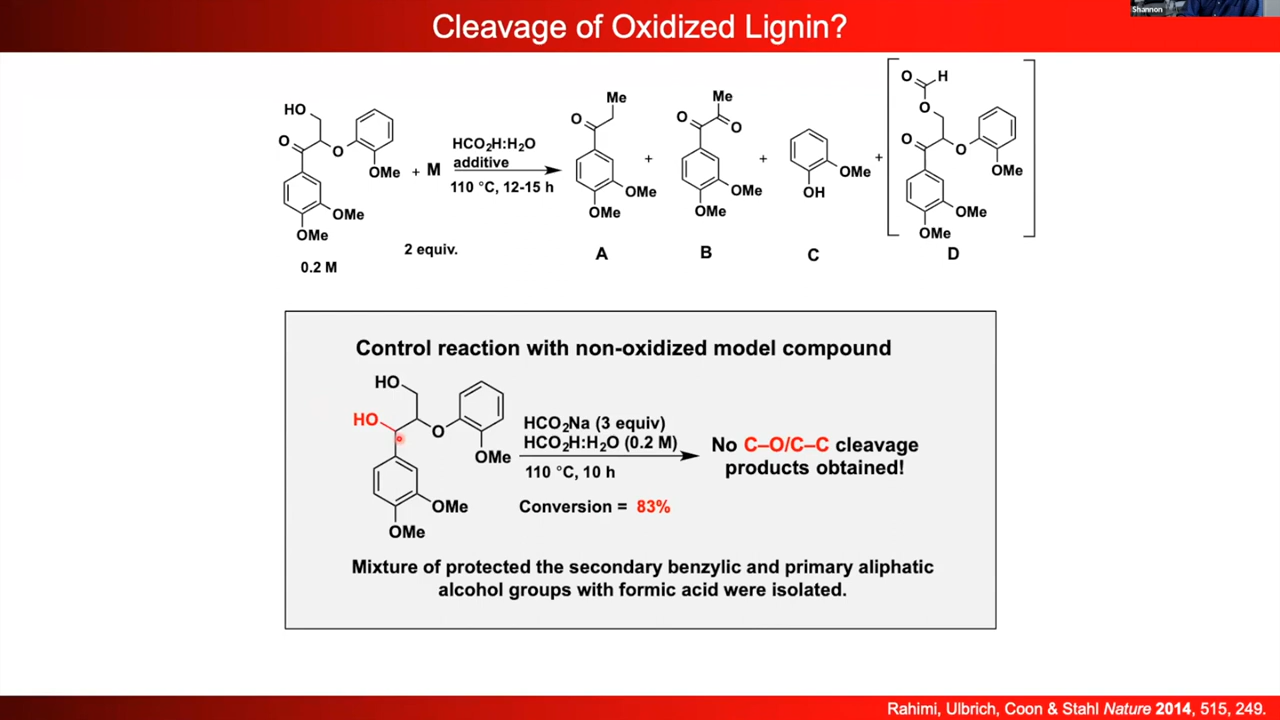 Shannon
Cleavage of Oxidized Lignin?
HO
O
O
OMe
OMe
OMe
0.2 M
+ M
2 equiv.
HCO₂H:H₂O
additive
110 °C, 12-15 h
Me
O
OMe
OMe
A
+
Me
O
O
OMe
OMe
B
+
OMe
OH
C
+
O H
O
O
O
OMe
OMe
OMe
D
Control reaction with non-oxidized model compound
HO
HO
O
OMe
OMe
OMe
HCO₂Na (3 equiv)
HCO₂H:H₂O (0.2 M)
110 °C, 10 h
Conversion = 83%
No C–O/C–C cleavage
products obtained!
Mixture of protected the secondary benzylic and primary aliphatic
alcohol groups with formic acid were isolated.
Rahimi, Ulbrich, Coon & Stahl Nature 2014, 515, 249.